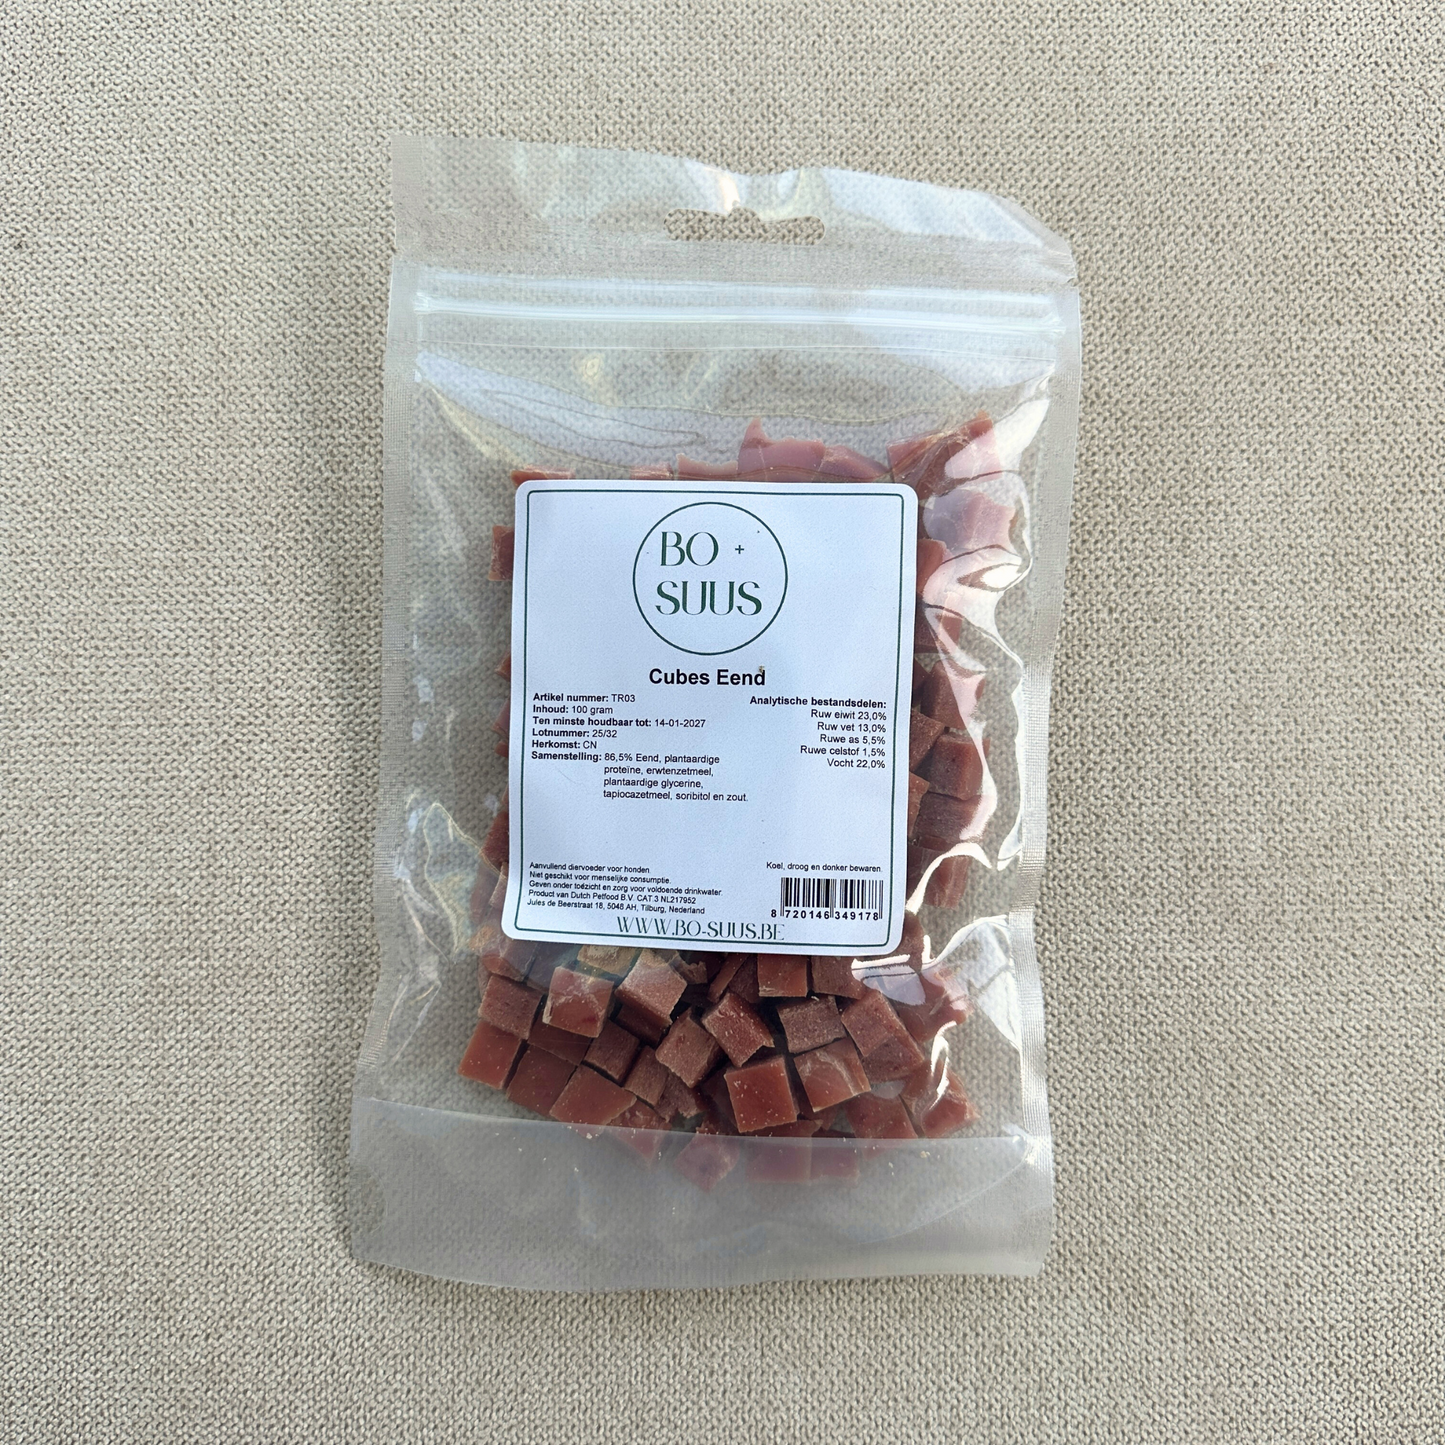 BO +
SUUS
Cubes Eend
Artikel nummer: TR03
Inhoud: 100 gram
Ten minste houdbaar tot: 14-01-2027
Lotnummer: 25/32
Herkomst: CN
Samenstelling: 86,5% Eend, plantaardige
proteïne, erwtenzetmeel,
plantaardige glycerine,
tapiocazetmeel, soribitol en zout.
Analytische bestandsdelen:
Ruw eiwit 23,0%
Ruw vet 13,0%
Ruwe as 5,5%
Ruwe celstof 1,5%
Vocht 22,0%
Aanvullend diervoeder voor honden.
Niet geschikt voor menselijke consumptie.
Geven onder toezicht en zorg voor voldoende drinkwater.
Product van Dutch Petfood B.V. CAT.3 NL217952
Jules de Beerstraat 18, 5048 AH, Tilburg, Nederland
Koel, droog en donker bewaren.
8 720146 349178
WWW.BO-SUUS.BE